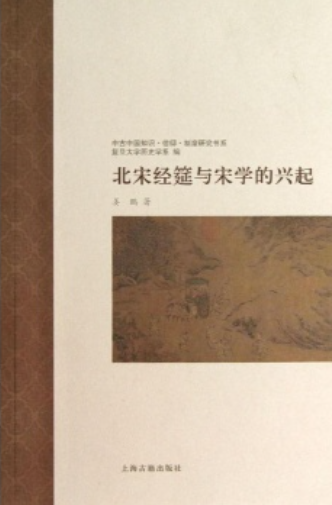 中古中国知识·信仰·制度研究书系
复旦大学历史学系 编
北宋经筵与宋学的兴起
姜 鹏 著
上海古籍出版社